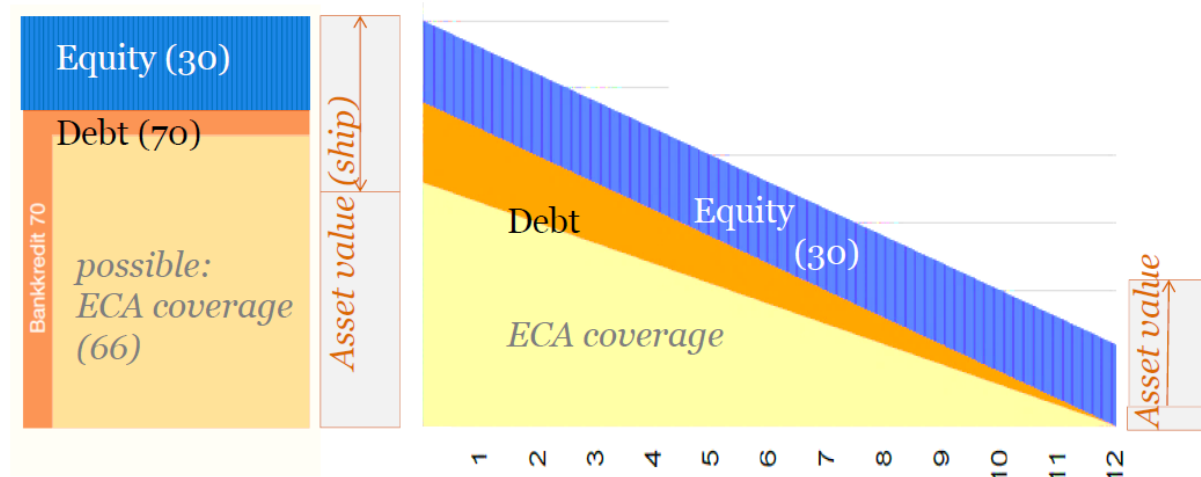 Equity (30)
Debt (70)
Bankkredit 70
possible:
ECA coverage
(66)
Asset value (ship)
Debt
Equity
(30)
ECA coverage
Asset value
1
2
3
4
5
6
7
8
9
10
11
12